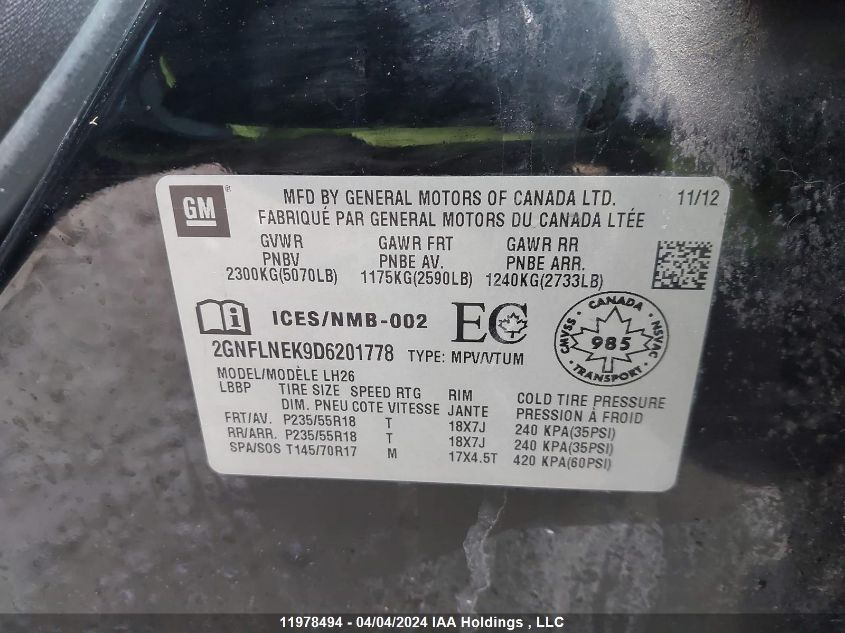 GM ®
MFD BY GENERAL MOTORS OF CANADA LTD. 11/12
FABRIQUÉ PAR GENERAL MOTORS DU CANADA LTÉE
GVWR GAWR FRT GAWR RR
PNBV PNBE AV. PNBE ARR.
2300KG(5070LB) 1175KG(2590LB) 1240KG(2733LB)
ICES/NMB-002 EC
CANADA
CMVSS 985 NSVAC
TRANSPORT
2GNFLNEK9D6201778 TYPE: MPV/VTUM
MODEL/MODÈLE LH26
LBBP TIRE SIZE SPEED RTG RIM COLD TIRE PRESSURE
DIM. PNEU COTE VITESSE JANTE PRESSION À FROID
FRT/AV. P235/55R18 T 18X7J 240 KPA(35PSI)
RR/ARR. P235/55R18 T 18X7J 240 KPA(35PSI)
SPA/SOS T145/70R17 M 17X4.5T 420 KPA(60PSI)
11978494 - 04/04/2024 IAA Holdings , LLC